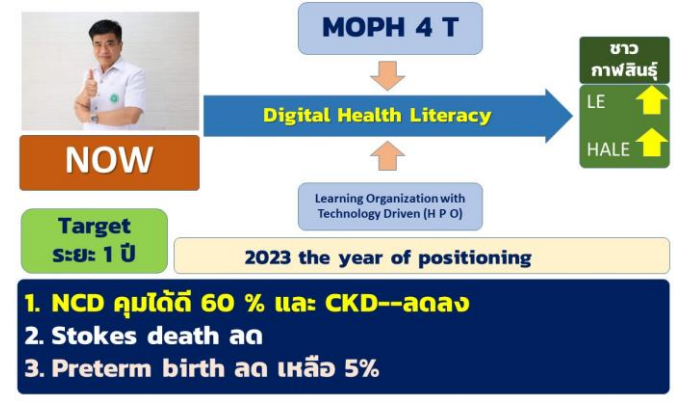 MOPH 4 T
ชาว
กาฬสินธุ์
Digital Health Literacy
LE
HALE
NOW
Learning Organization with
Technology Driven (H P O)
Target
ระยะ 1 ปี
2023 the year of positioning
1. NCD คุมได้ดี 60 % และ CKD--ลดลง
2. Stokes death ลด
3. Preterm birth ลด เหลือ 5%